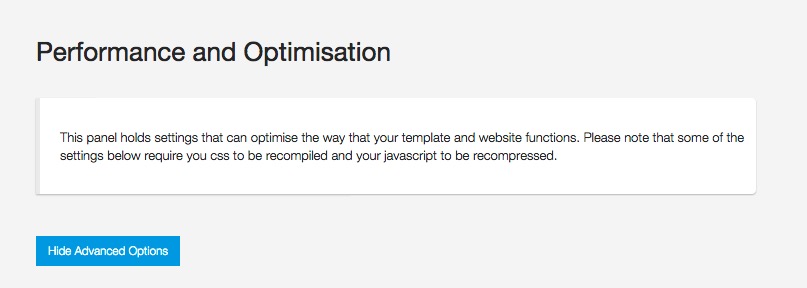 Performance and Optimisation
This panel holds settings that can optimise the way that your template and website functions. Please note that some of the
settings below require you css to be recompiled and your javascript to be recompressed.
Hide Advanced Options